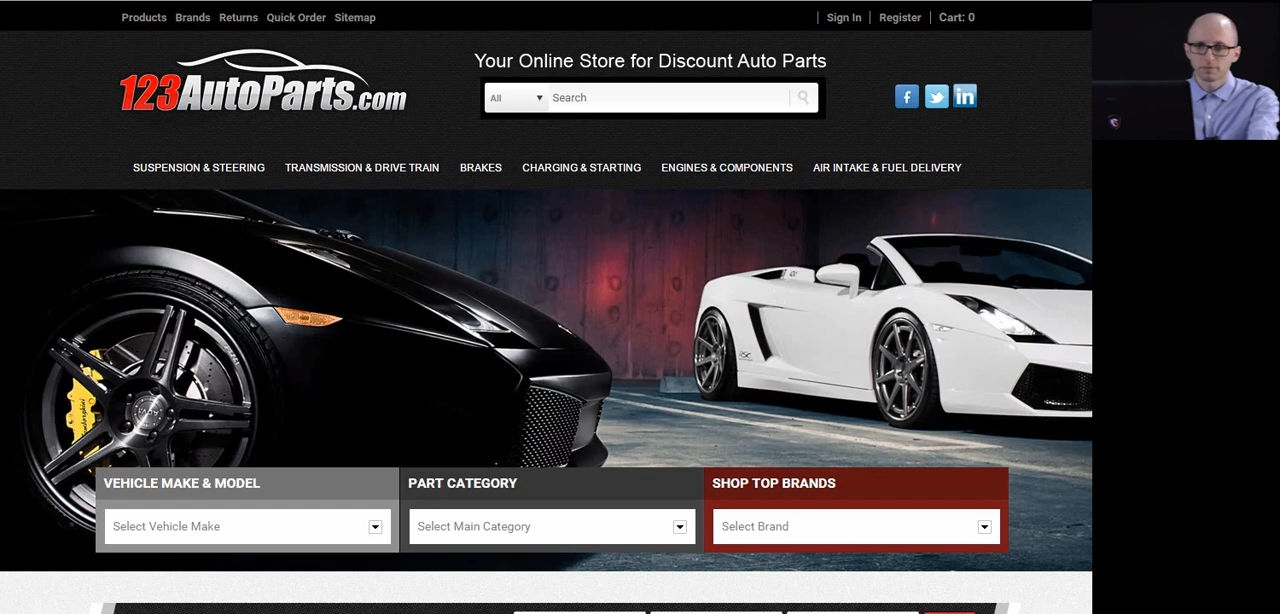 Products Brands Returns Quick Order Sitemap
Sign In Register Cart: 0
123AutoParts.com
Your Online Store for Discount Auto Parts
All Search
SUSPENSION & STEERING TRANSMISSION & DRIVE TRAIN BRAKES CHARGING & STARTING ENGINES & COMPONENTS AIR INTAKE & FUEL DELIVERY
VEHICLE MAKE & MODEL PART CATEGORY SHOP TOP BRANDS
Select Vehicle Make Select Main Category Select Brand